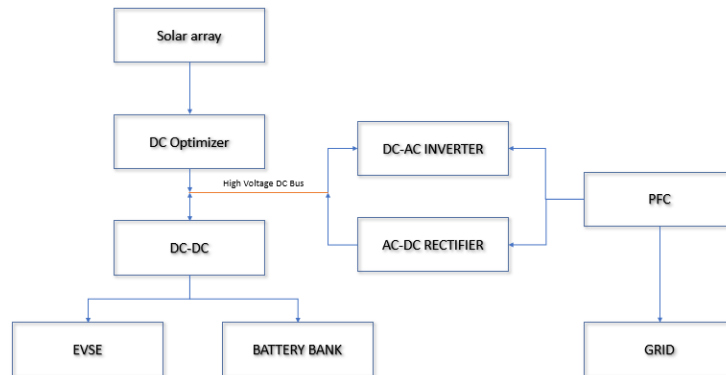 Solar array
DC Optimizer
DC-AC INVERTER
High Voltage DC Bus
PFC
DC-DC
AC-DC RECTIFIER
EVSE
BATTERY BANK
GRID